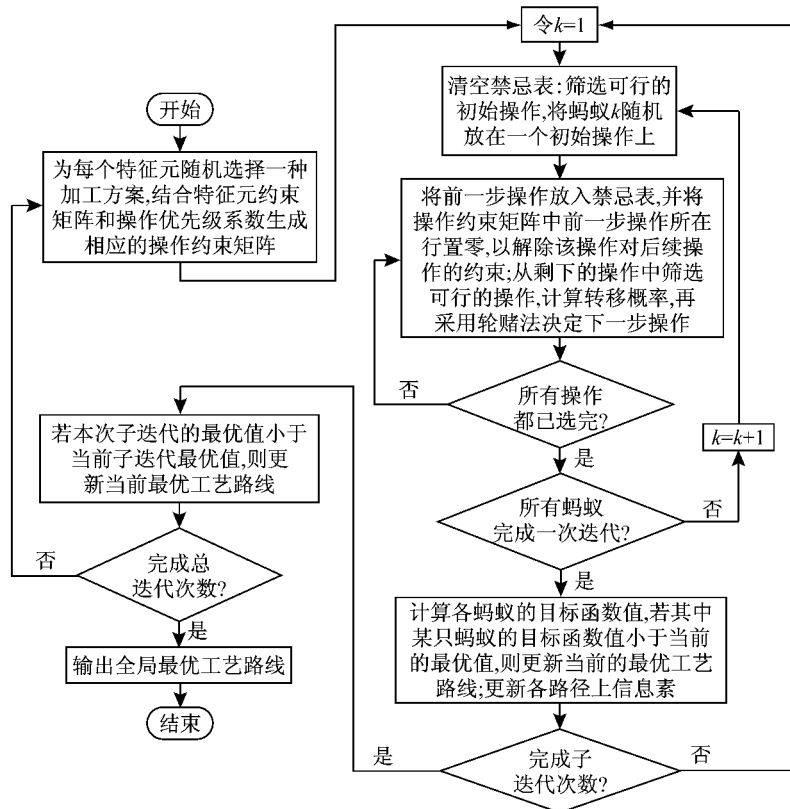 开始
为每个特征元随机选择一种
加工方案,结合特征元约束
矩阵和操作优先级系数生成
相应的操作约束矩阵
令k=1
清空禁忌表:筛选可行的
初始操作,将蚂蚁k随机
放在一个初始操作上
将前一步操作放入禁忌表,并将
操作约束矩阵中前一步操作所在
行置零,以解除该操作对后续操
作的约束;从剩下的操作中筛选
可行的操作,计算转移概率,再
采用轮赌法决定下一步操作
否
所有操作
都已选完?
是
k=k+1
所有蚂蚁
完成一次迭代?
否
是
计算各蚂蚁的目标函数值,若其中
某只蚂蚁的目标函数值小于当前
的最优值,则更新当前的最优工艺
路线;更新各路径上信息素
完成子
迭代次数?
否
是
若本次子迭代的最优值小于
当前子迭代最优值,则更
新当前最优工艺路线
否
完成总
迭代次数?
是
输出全局最优工艺路线
结束